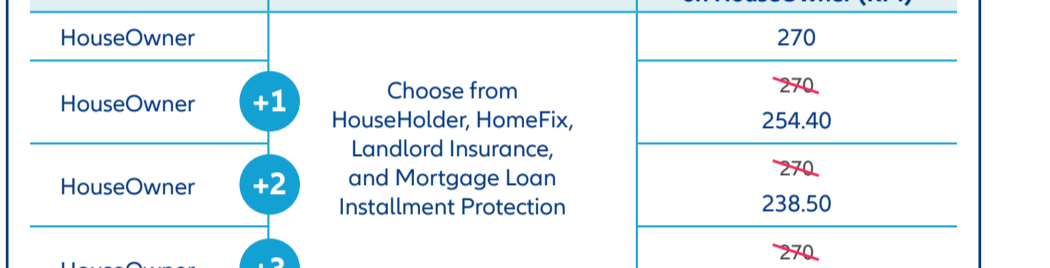 HouseOwner
270
HouseOwner
+1
Choose from
HouseHolder, HomeFix,
Landlord Insurance,
and Mortgage Loan
Installment Protection
270
254.40
HouseOwner
+2
270
238.50
270